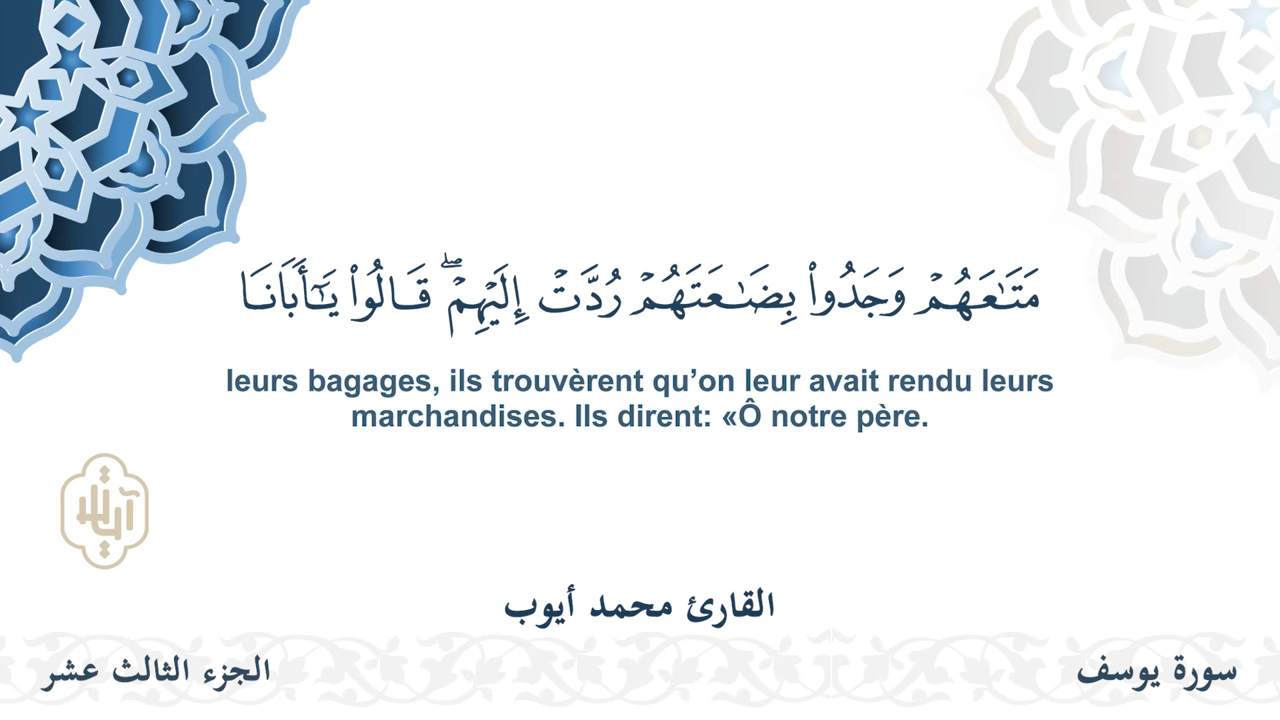 مَتَـٰعَهُمۡ وَجَدُوا۟ بِضَـٰعَتَهُمۡ رُدَّتۡ إِلَيۡهِمۡۖ قَالُوا۟ يَـٰٓأَبَانَا
leurs bagages, ils trouvèrent qu’on leur avait rendu leurs
marchandises. Ils dirent: «Ô notre père.
القارئ محمد أيوب
سورة يوسف
الجزء الثالث عشر